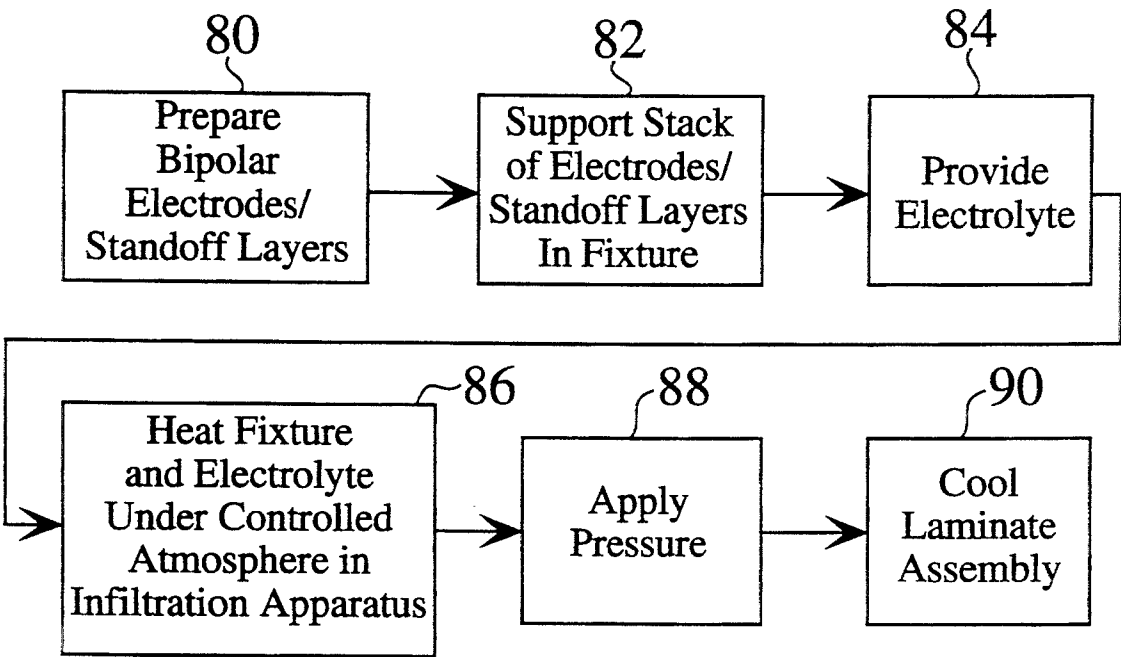 80
Prepare
Bipolar
Electrodes/
Standoff Layers
82
Support Stack
of Electrodes/
Standoff Layers
In Fixture
84
Provide
Electrolyte
86
Heat Fixture
and Electrolyte
Under Controlled
Atmosphere in
Infiltration Apparatus
88
Apply
Pressure
90
Cool
Laminate
Assembly